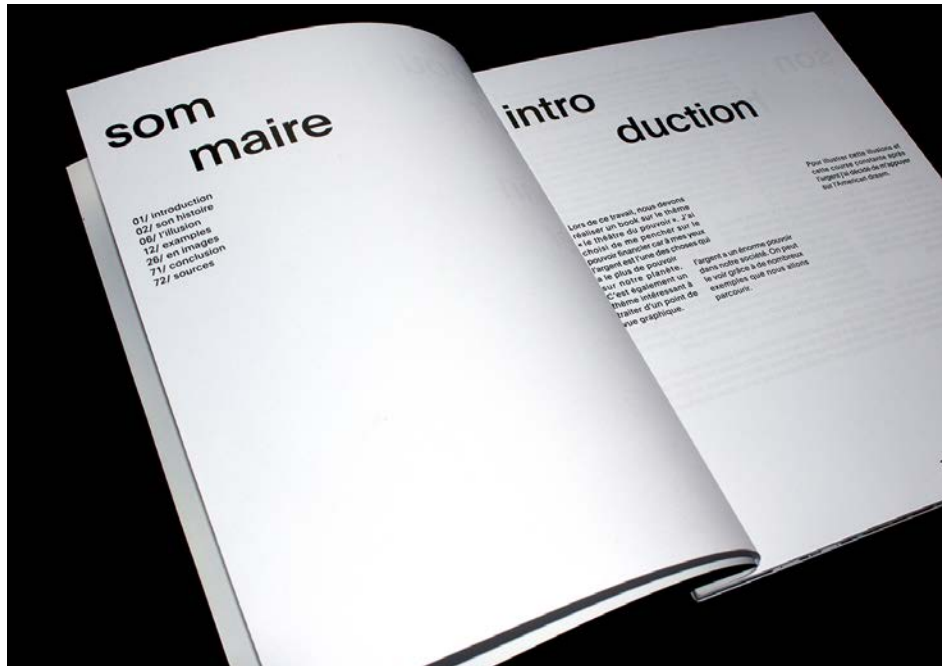 som
maire
01/ introduction
02/ son histoire
06/ l'illusion
12/ examples
26/ en images
71/ conclusion
72/ sources
intro
duction
Lors de ce travail, nous devons
réaliser un book sur le thème
« le théâtre du pouvoir ». J'ai
choisi de me pencher sur le
pouvoir financier car à mes yeux
l'argent est l'une des choses qui
a le plus de pouvoir
sur notre planète.
C'est également un
thème intéressant à
traiter d'un point de
vue graphique.
l'argent a un énorme pouvoir
dans notre société. On peut
le voir grâce à de nombreux
exemples que nous allons
parcourir.
Pour illustrer cette illusions et
cette course constante après
l'argent j'ai décidé de m'appuyer
sur l'American dream.